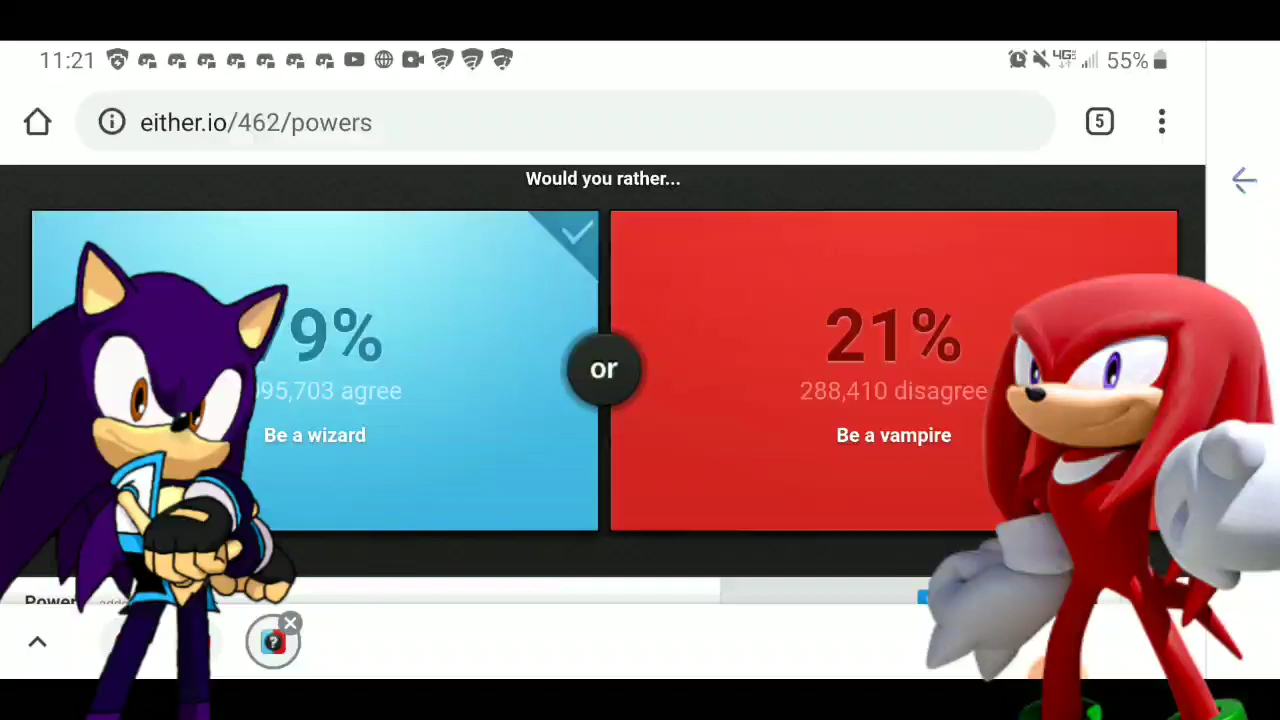 11:21
4G 55%
either.io/462/powers
5
Would you rather...
9%
21%
or
95,703 agree
288,410 disagree
Be a wizard
Be a vampire
?